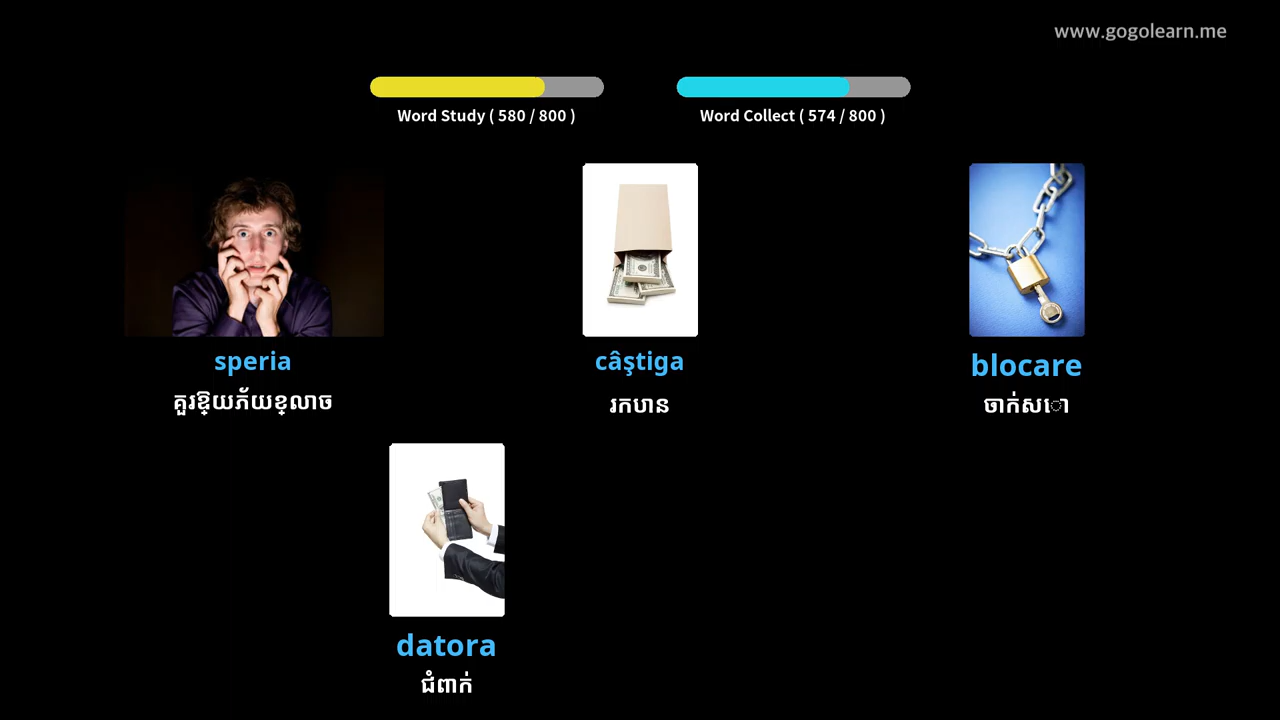 www.gogolearn.me
Word Study ( 580 / 800 )
Word Collect ( 574 / 800 )
speria
câştiga
blocare
គួរឱ្យភ័យខ្លាច
រកបាន
ចាក់សោ
datora
ជំពាក់